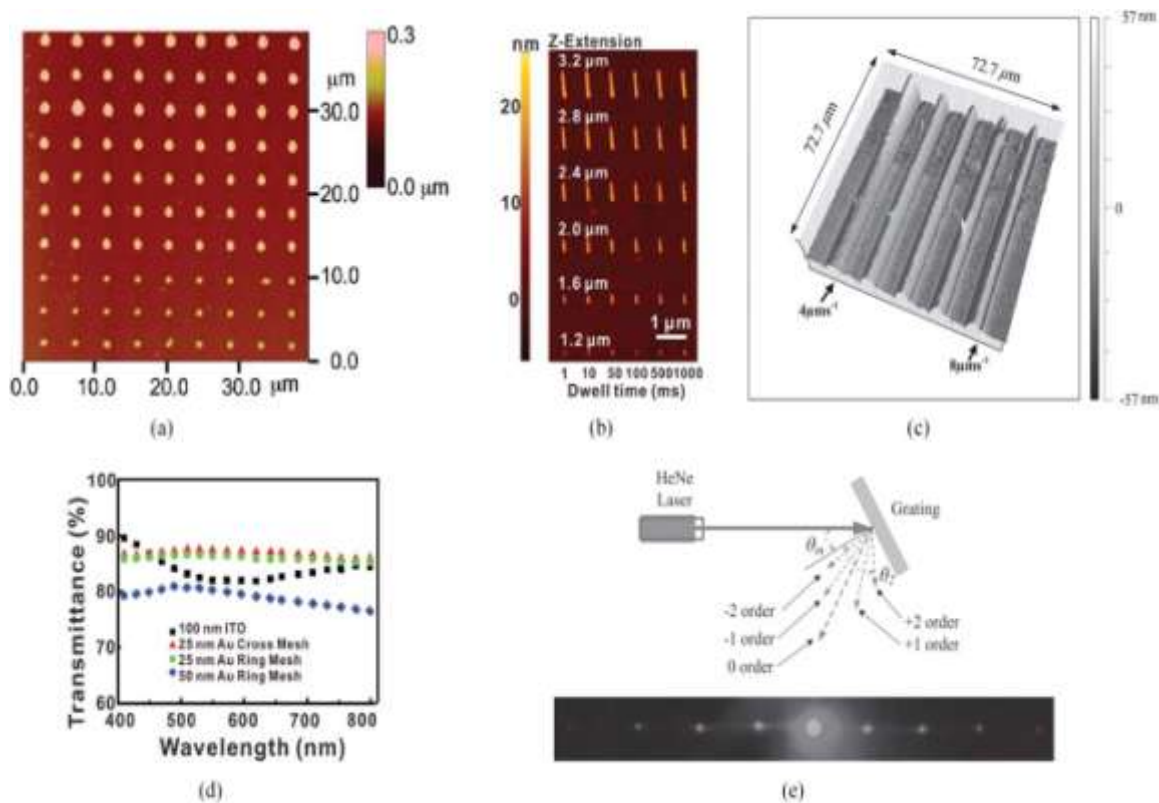 0.3
0.0 μm
μm
30.0
20.0
10.0
0.0
0.0 10.0 20.0 30.0 μm
(a)
nm
20
10
0
Z-Extension
3.2 μm
2.8 μm
2.4 μm
2.0 μm
1.6 μm
1 μm
1.2 μm
1 10 50 100 500 1000
Dwell time (ms)
(b)
57 nm
0
-57 nm
72.7 μm
72.7 μm
4μmm⁻¹
8μmm⁻¹
(c)
Transmittance (%)
100
90
80
70
60
100 nm ITO
25 nm Au Cross Mesh
25 nm Au Ring Mesh
50 nm Au Ring Mesh
400 500 600 700 800
Wavelength (nm)
(d)
HeNe
Laser
Grating
θin
θ
-2 order
-1 order
0 order
+2 order
+1 order
(e)